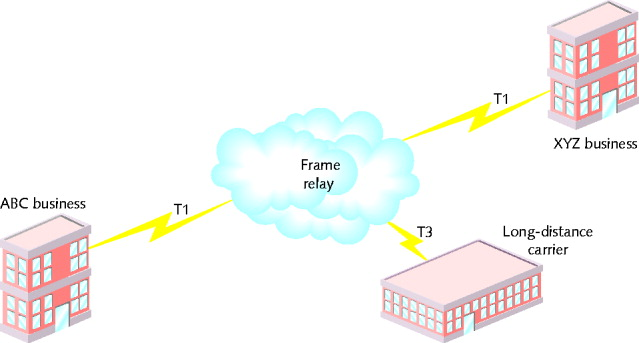 T1
XYZ business
Frame
relay
ABC business
T1
T3
Long-distance
carrier